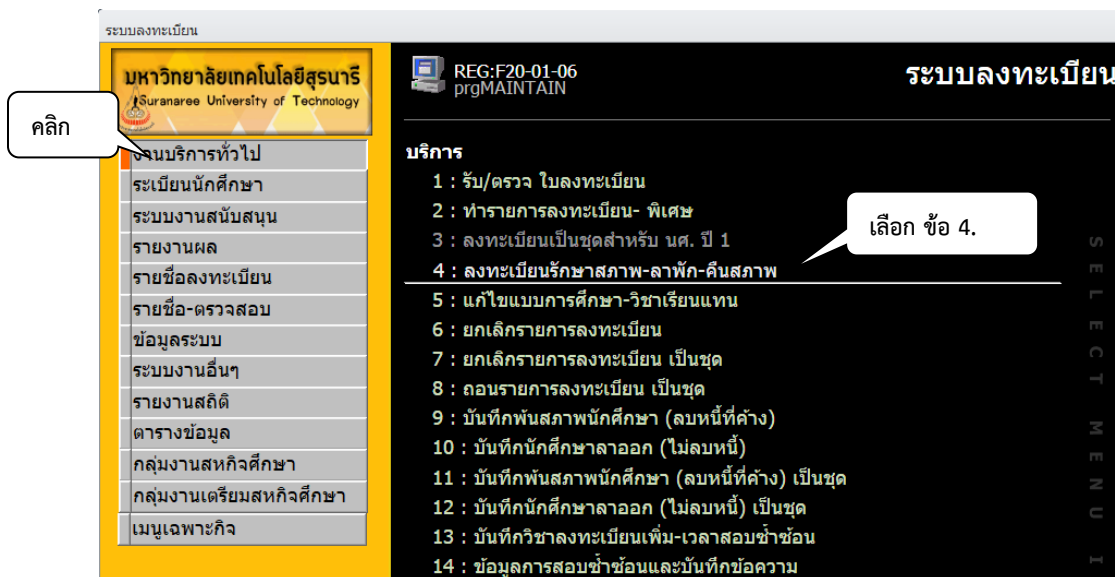 ระบบลงทะเบียน
มหาวิทยาลัยเทคโนโลยีสุรนารี
Suranaree University of Technology
คลิก
งานบริการทั่วไป
ระเบียนนักศึกษา
ระบบงานสนับสนุน
รายงานผล
รายชื่อลงทะเบียน
รายชื่อ-ตรวจสอบ
ข้อมูลระบบ
ระบบงานอื่นๆ
รายงานสถิติ
ตารางข้อมูล
กลุ่มงานสหกิจศึกษา
กลุ่มงานเตรียมสหกิจศึกษา
เมนูเฉพาะกิจ
REG:F20-01-06
prgMAINTAIN
ระบบลงทะเบียน
บริการ
1 : รับ/ตรวจ ใบลงทะเบียน
2 : ทำรายการลงทะเบียน- พิเศษ
3 : ลงทะเบียนเป็นชุดสำหรับ นศ. ปี 1
4 : ลงทะเบียนรักษาสภาพ-ลาพัก-คืนสภาพ
5 : แก้ไขแบบการศึกษา-วิชาเรียนแทน
6 : ยกเลิกรายการลงทะเบียน
7 : ยกเลิกรายการลงทะเบียน เป็นชุด
8 : ถอนรายการลงทะเบียน เป็นชุด
9 : บันทึกพ้นสภาพนักศึกษา (ลบหนี้ที่ค้าง)
10 : บันทึกนักศึกษาลาออก (ไม่ลบหนี้)
11 : บันทึกพ้นสภาพนักศึกษา (ลบหนี้ที่ค้าง) เป็นชุด
12 : บันทึกนักศึกษาลาออก (ไม่ลบหนี้) เป็นชุด
13 : บันทึกวิชาลงทะเบียนเพิ่ม-เวลาสอบซ้ำซ้อน
14 : ข้อมูลการสอบซ้ำซ้อนและบันทึกข้อความ
เลือก ข้อ 4.
SELECT MENU I